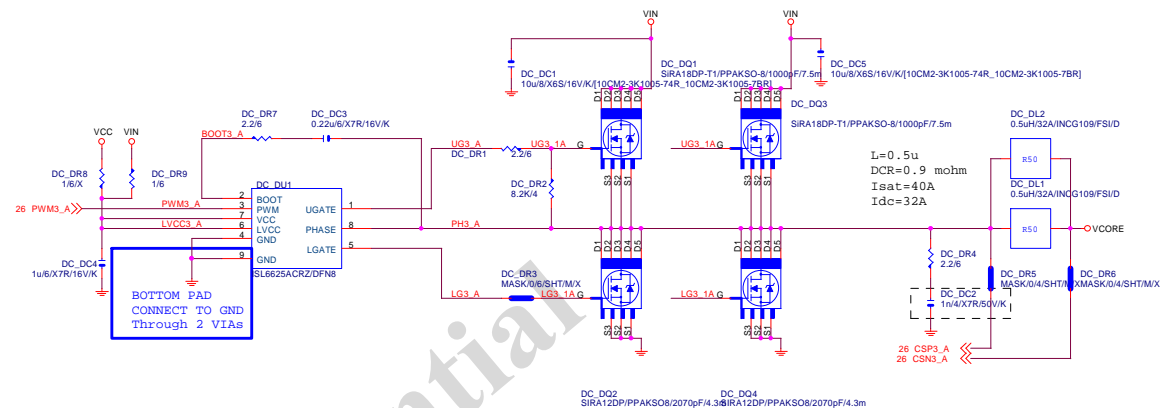 VIN
VIN
DC_DC1
10u/8/X6S/16V/K/[10CM2-3K1005-74R_10CM2-3K1005-7BR]
DC_DQ1
SiRA18DP-T1/PPAKSO-8/1000pF/7.5m
DC_DC5
10u/8/X6S/16V/K/[10CM2-3K1005-74R_10CM2-3K1005-7BR]
D1 D2 D3 D4 D5
D1 D2 D3 D4 D5
DC_DQ3
SiRA18DP-T1/PPAKSO-8/1000pF/7.5m
VCC
VIN
BOOT3_A
DC_DR7
2.2/6
DC_DC3
0.22u/6/X7R/16V/K
UG3_A
DC_DR1
2.2/6
UG3_1A G
UG3_1A G
S3 S2 S1
S3 S2 S1
DC_DR8
1/6/X
DC_DR9
1/6
DC_DR2
8.2K/4
L=0.5u
DCR=0.9 mohm
Isat=40A
Idc=32A
DC_DL2
0.5uH/32A/INCG109/FSI/D
R50
DC_DL1
0.5uH/32A/INCG109/FSI/D
R50
VCORE
26 PWM3_A
PWM3_A
LVCC3_A
DC_DU1
2 BOOT
3 PWM
7 VCC
6 LVCC
4 GND
9 GND
UGATE 1
PHASE 8
LGATE 5
ISL6625ACRZ/DFN8
PH3_A
DC_DC4
1u/6/X7R/16V/K
BOTTOM PAD
CONNECT TO GND
Through 2 VIAs
D1 D2 D3 D4 D5
D1 D2 D3 D4 D5
LG3_A
DC_DR3
MASK/0/6/SHT/M/X
LG3_1A G
LG3_1A G
S3 S2 S1
S3 S2 S1
DC_DR4
2.2/6
DC_DC2
1n/4/X7R/50V/K
DC_DR5
MASK/0/4/SHT/M/X
DC_DR6
MASK/0/4/SHT/M/X
26 CSP3_A
26 CSN3_A
DC_DQ2
SIRA12DP/PPAKSO8/2070pF/4.3m
DC_DQ4
SIRA12DP/PPAKSO8/2070pF/4.3m
ntial